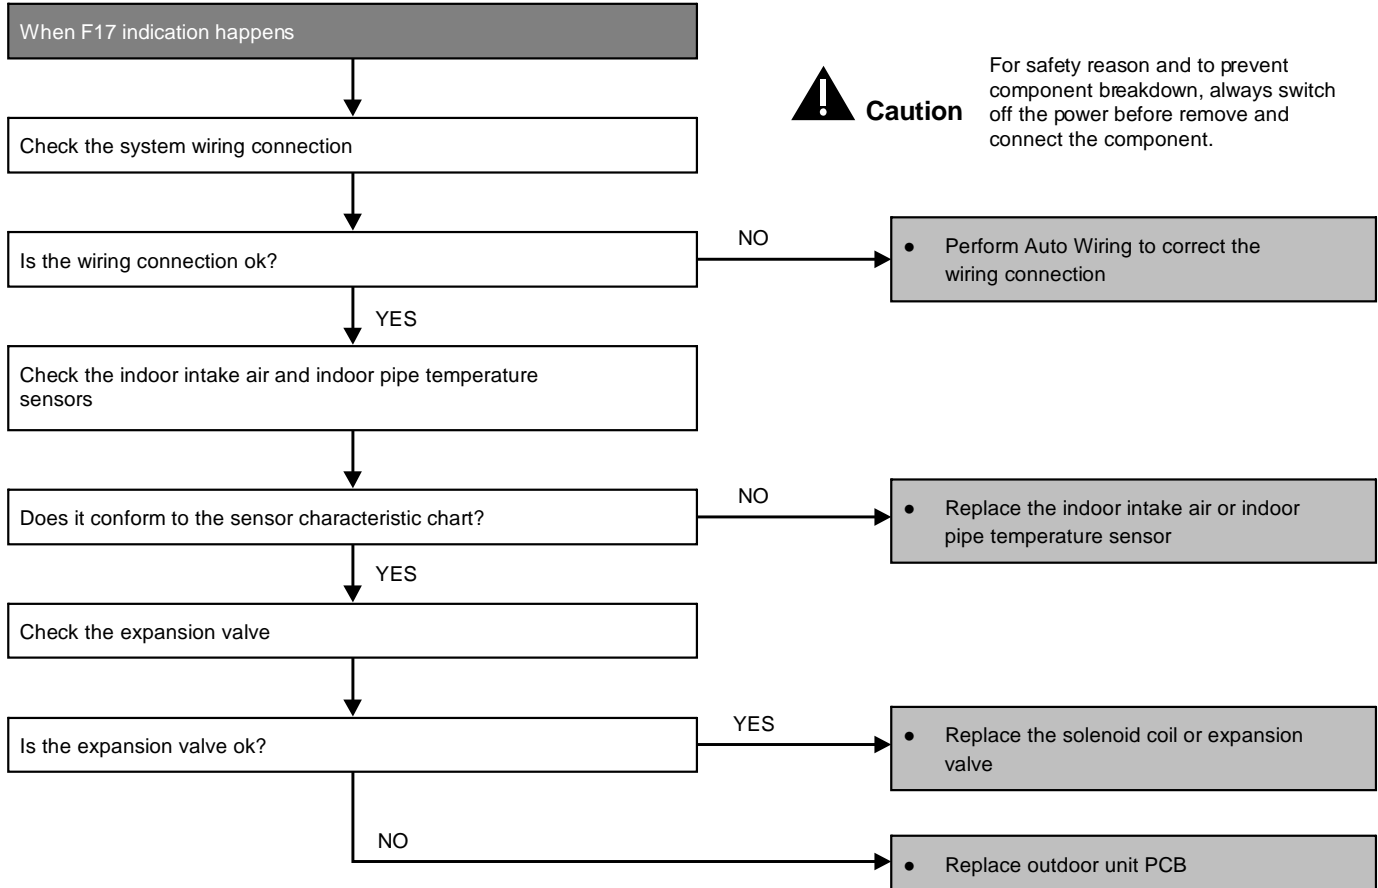 When F17 indication happens
For safety reason and to prevent
component breakdown, always switch
off the power before remove and
connect the component.
Caution
Check the system wiring connection
Is the wiring connection ok?
NO
● Perform Auto Wiring to correct the
wiring connection
YES
Check the indoor intake air and indoor pipe temperature
sensors
Does it conform to the sensor characteristic chart?
NO
● Replace the indoor intake air or indoor
pipe temperature sensor
YES
Check the expansion valve
Is the expansion valve ok?
YES
● Replace the solenoid coil or expansion
valve
NO
● Replace outdoor unit PCB